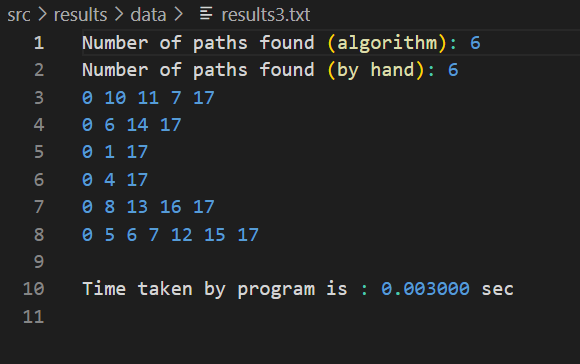 src > results > data > results3.txt
1 Number of paths found (algorithm): 6
2 Number of paths found (by hand): 6
3 0 10 11 7 17
4 0 6 14 17
5 0 1 17
6 0 4 17
7 0 8 13 16 17
8 0 5 6 7 12 15 17
9
10 Time taken by program is : 0.003000 sec
11